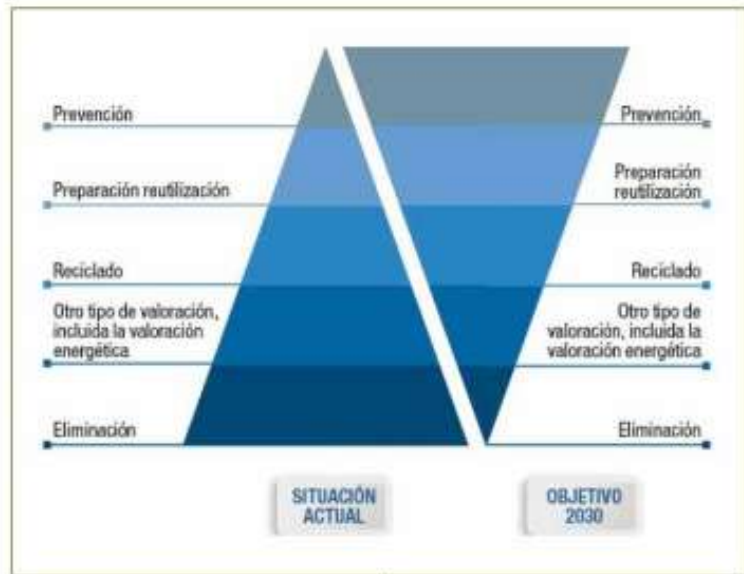 Prevención
Preparación reutilización
Reciclado
Otro tipo de valoración,
incluida la valoración
energética
Eliminación
Prevención
Preparación
reutilización
Reciclado
Otro tipo de
valoración, incluida la
valoración energética
Eliminación
SITUACIÓN
ACTUAL
OBJETIVO
2030